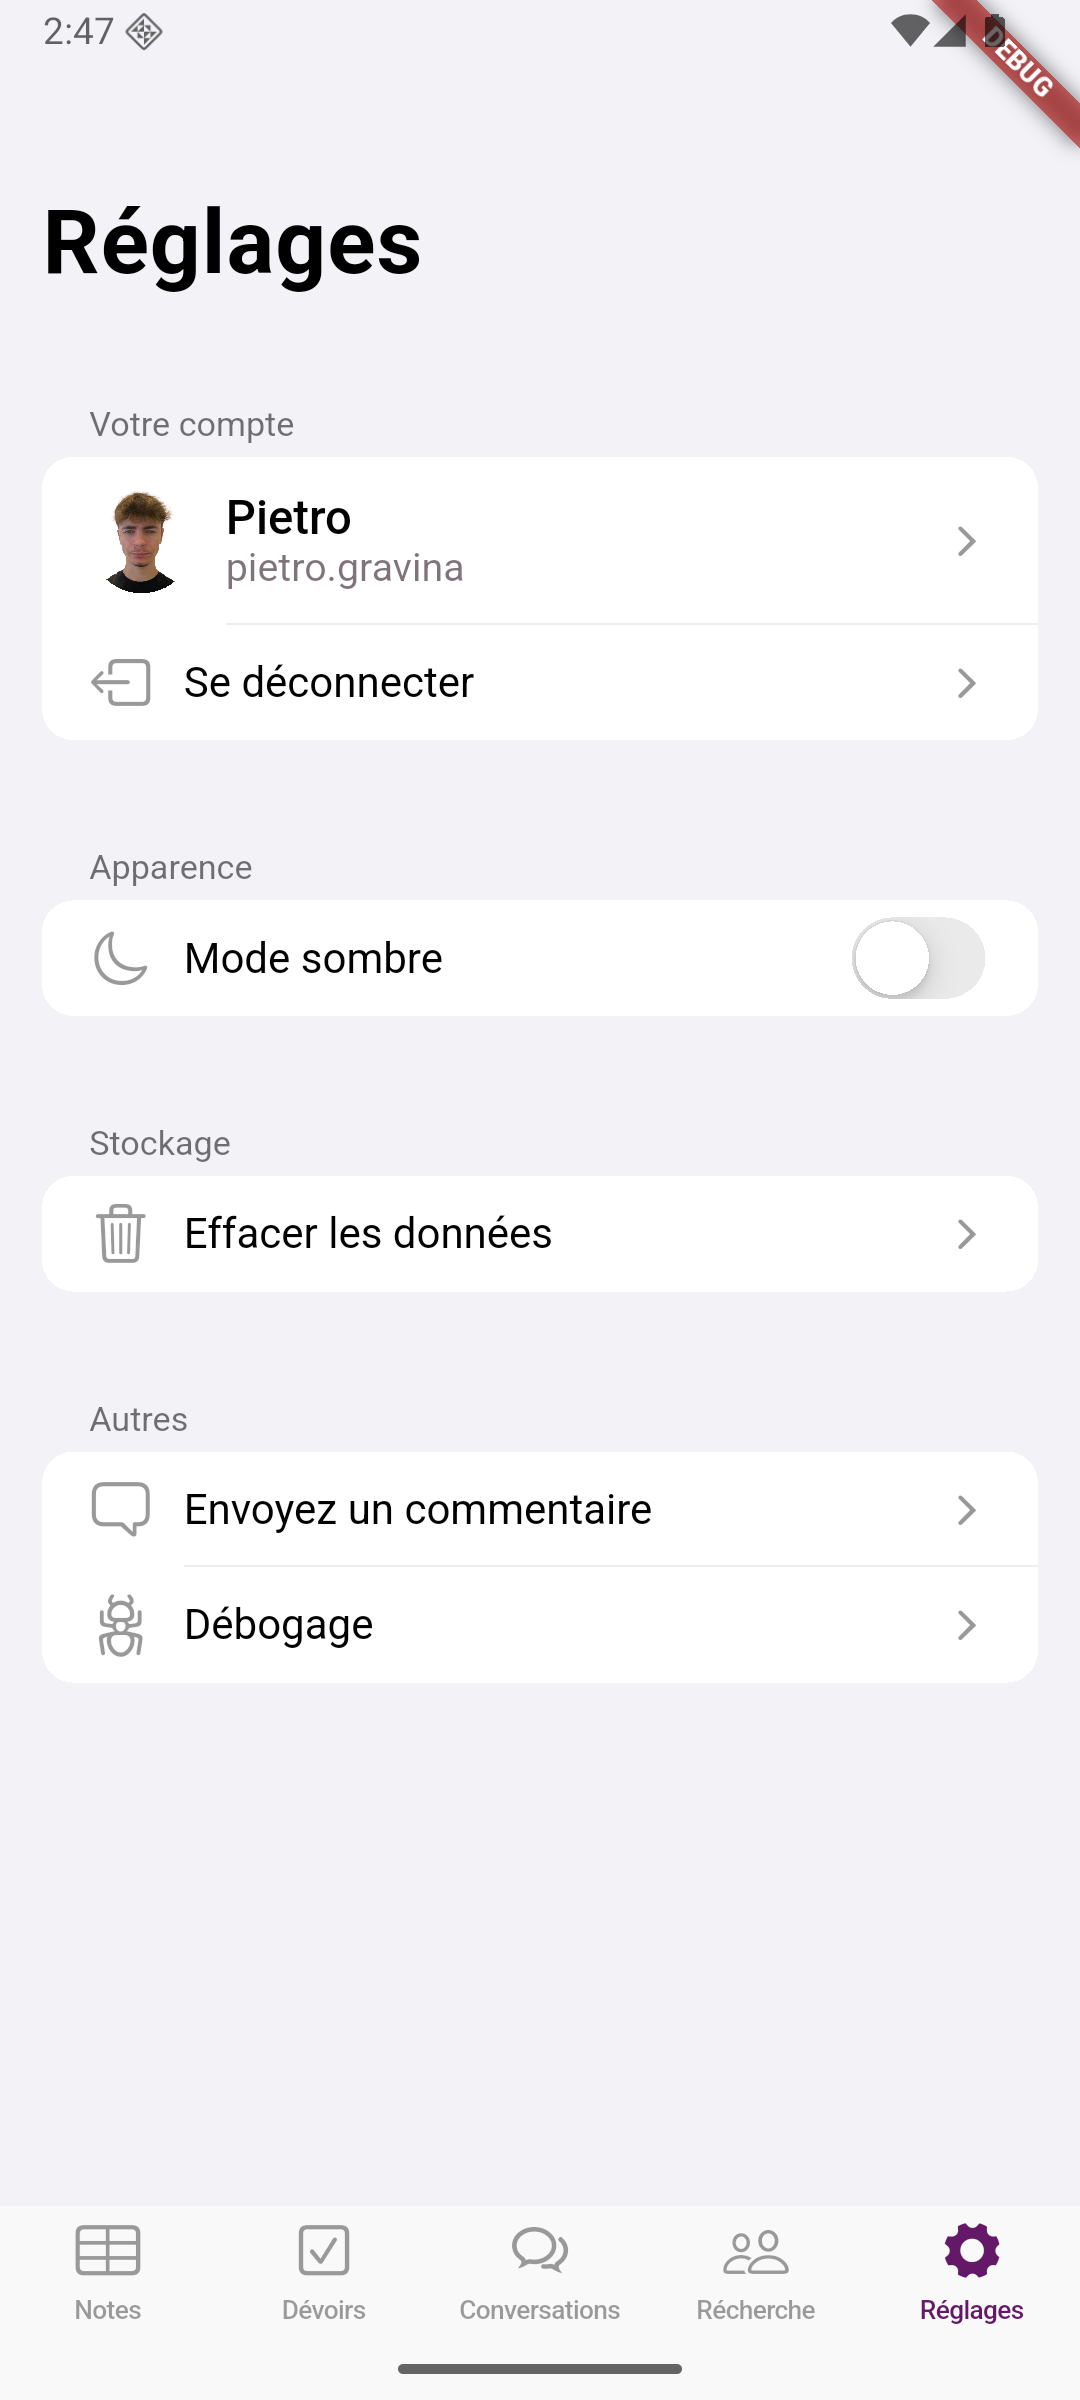 2:47
DEBUG
Réglages
Votre compte
Pietro
pietro.gravina
Se déconnecter
Apparence
Mode sombre
Stockage
Effacer les données
Autres
Envoyez un commentaire
Débogage
Notes
Dévoirs
Conversations
Récherche
Réglages